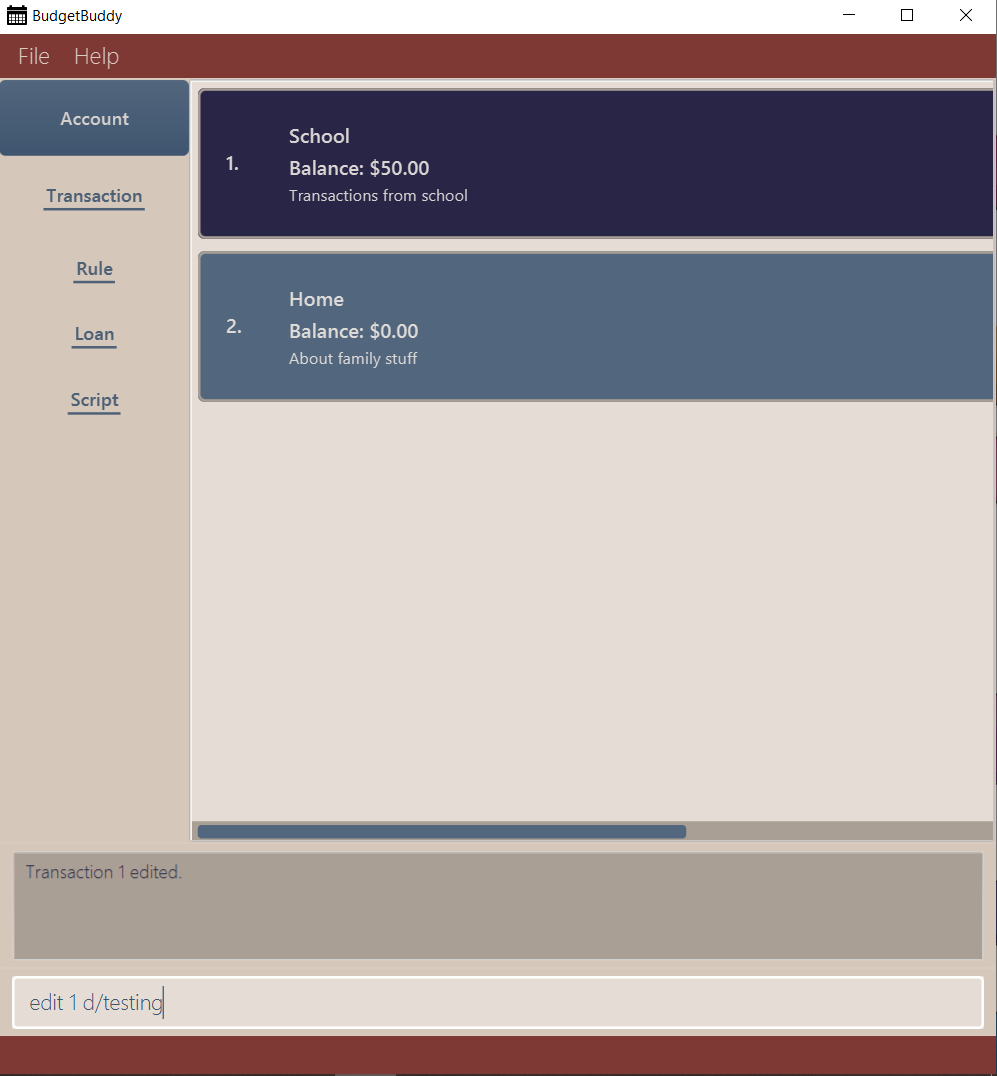 BudgetBuddy
File Help
Account
Transaction
Rule
Loan
Script
1.
School
Balance: $50.00
Transactions from school
2.
Home
Balance: $0.00
About family stuff
Transaction 1 edited.
edit 1 d/testing